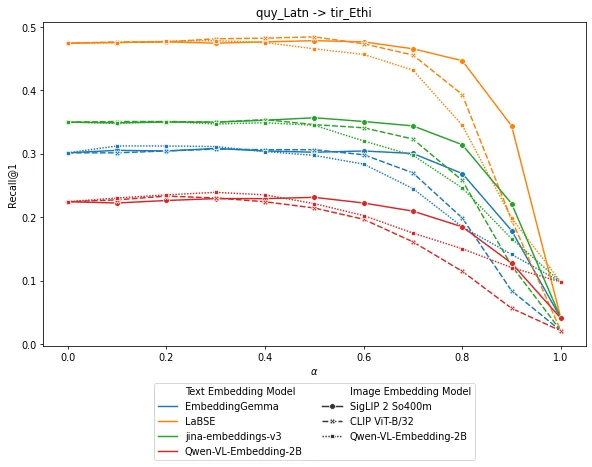 quy_Latn -> tir_Ethi
0.5
0.4
0.3
0.2
0.1
0.0
Recall@1
0.0 0.2 0.4 0.6 0.8 1.0
α
Text Embedding Model Image Embedding Model
EmbeddingGemma SigLIP 2 So400m
LaBSE CLIP ViT-B/32
jina-embeddings-v3 Qwen-VL-Embedding-2B
Qwen-VL-Embedding-2B